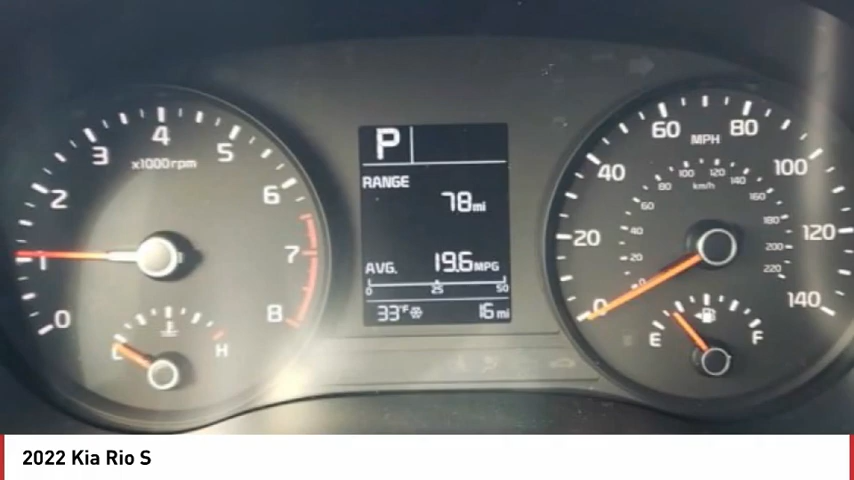 0 1 2 3 4 5 6 7 8
x1000rpm
C H
P
RANGE
78mi
AVG. 19.6MPG
0 25 50
33°F 16mi
0 20 40 60 80 100 120 140
MPH
0 20 40 60 80 100 120 140 160 180 200 220
km/h
E F
2022 Kia Rio S